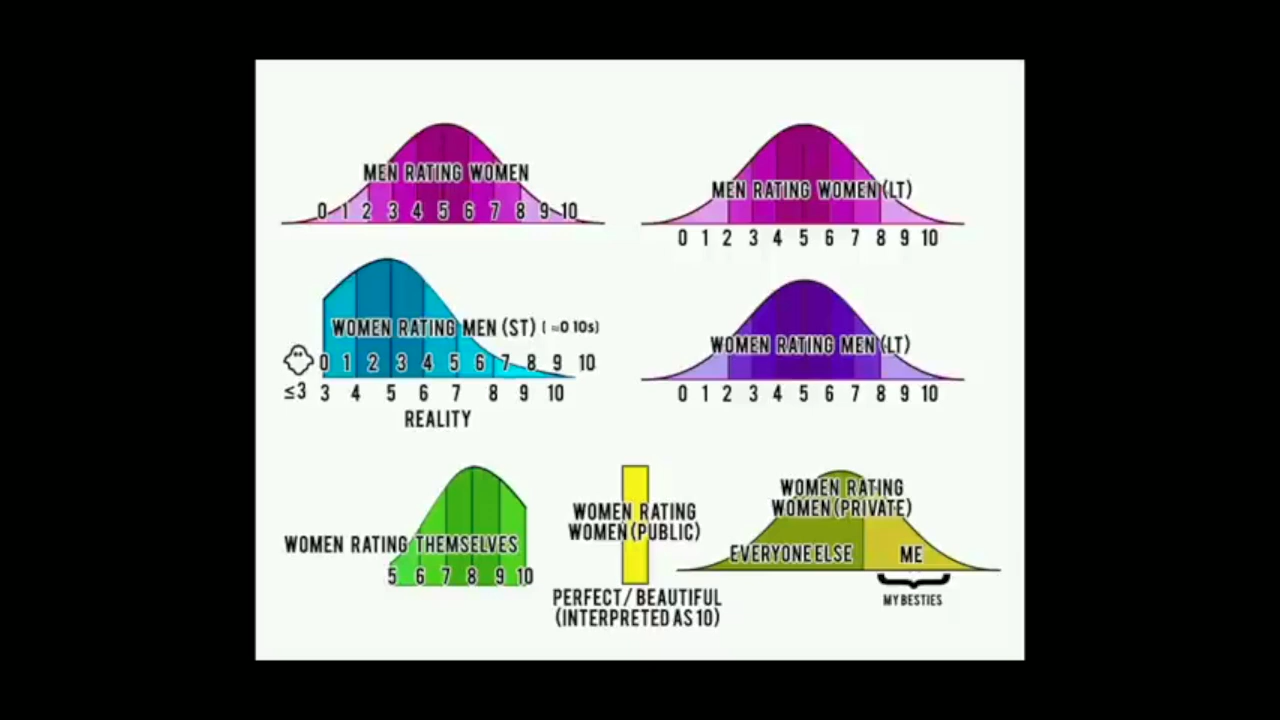 MEN RATING WOMEN
0 1 2 3 4 5 6 7 8 9 10
MEN RATING WOMEN (LT)
0 1 2 3 4 5 6 7 8 9 10
WOMEN RATING MEN (ST) ( ≈0 10s)
0 1 2 3 4 5 6 7 8 9 10
≤3 3 4 5 6 7 8 9 10
REALITY
WOMEN RATING MEN (LT)
0 1 2 3 4 5 6 7 8 9 10
WOMEN RATING THEMSELVES
5 6 7 8 9 10
WOMEN RATING
WOMEN (PUBLIC)
PERFECT / BEAUTIFUL
(INTERPRETED AS 10)
WOMEN RATING
WOMEN (PRIVATE)
EVERYONE ELSE ME
MY BESTIES